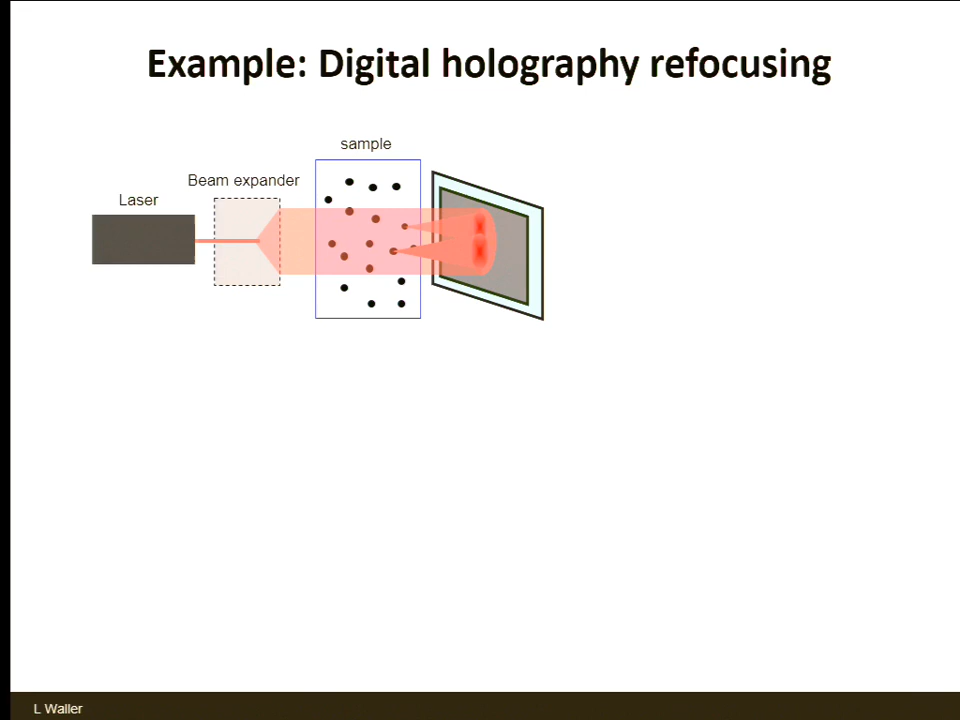 Example: Digital holography refocusing
sample
Beam expander
Laser
L Waller